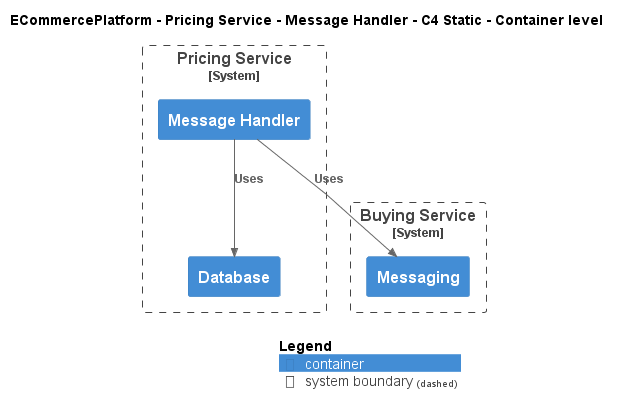 ECommercePlatform - Pricing Service - Message Handler - C4 Static - Container level
Pricing Service
[System]
Message Handler
Uses
Uses
Buying Service
[System]
Database
Messaging
Legend
container
system boundary (dashed)